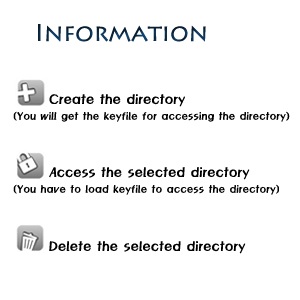 INFORMATION
Create the directory
(You will get the keyfile for accessing the directory)
Access the selected directory
(You have to load keyfile to access the directory)
Delete the selected directory